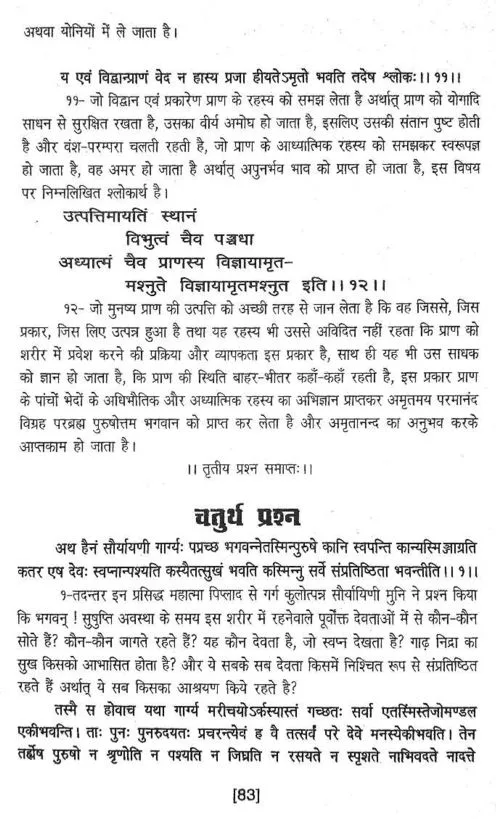 अथवा योनियों में ले जाता है।
य एवं विद्वान्प्राणं वेद न हास्य प्रजा हीयतेऽमृतो भवति तदेष श्लोकः।।११।।
११- जो विद्वान एवं प्रकारेण प्राण के रहस्य को समझ लेता है अर्थात् प्राण को योगादि
साधन से सुरक्षित रखता है, उसका वीर्य अमोघ हो जाता है, इसलिए उसकी संतान पुष्ट होती
है और वंश-परम्परा चलती रहती है, जो प्राण के आध्यात्मिक रहस्य को समझकर स्वरूपज्ञ
हो जाता है, वह अमर हो जाता है अर्थात् अपुनर्भव भाव को प्राप्त हो जाता है, इस विषय
पर निम्नलिखित श्लोकार्थ है।
उत्पत्तिमायतिं स्थानं
विभुत्वं चैव पञ्चधा
अध्यात्मं चैव प्राणस्य विज्ञायामृत-
मश्नुते विज्ञायामृतमश्नुत इति।।१२।।
१२- जो मुनष्य प्राण की उत्पत्ति को अच्छी तरह से जान लेता है कि वह जिससे, जिस
प्रकार, जिस लिए उत्पन्न हुआ है तथा यह रहस्य भी उससे अविदित नहीं रहता कि प्राण को
शरीर में प्रवेश करने की प्रक्रिया और व्यापकता इस प्रकार है, साथ ही यह भी उस साधक
को ज्ञान हो जाता है, कि प्राण की स्थिति बाहर-भीतर कहाँ-कहाँ रहती है, इस प्रकार प्राण
के पांचों भेदों के अधिभौतिक और अध्यात्मिक रहस्य का अभिज्ञान प्राप्तकर अमृतमय परमानंद
विग्रह परब्रह्म पुरुषोत्तम भगवान को प्राप्त कर लेता है और अमृतानन्द का अनुभव करके
आप्तकाम हो जाता है।
।। तृतीय प्रश्न समाप्तः।।
चतुर्थ प्रश्न
अथ हैनं सौर्यायणी गार्ग्यः पप्रच्छ भगवन्नेतस्मिन्पुरुषे कानि स्वपन्ति कान्यस्मिञ्जाग्रति
कतर एष देवः स्वप्नान्पश्यति कस्यैतत्सुखं भवति कस्मिन्नु सर्वे संप्रतिष्ठिता भवन्तीति।।१।।
१-तदन्तर इन प्रसिद्ध महात्मा पिप्लाद से गर्ग कुलोत्पन्न सौर्यायिणी मुनि ने प्रश्न किया
कि भगवन् ! सुषुप्ति अवस्था के समय इस शरीर में रहनेवाले पूर्वोक्त देवताओं में से कौन-कौन
सोते हैं? कौन-कौन जागते रहते हैं? यह कौन देवता है, जो स्वप्न देखता है? गाढ़ निद्रा का
सुख किसको आभासित होता है? और ये सबके सब देवता किसमें निश्चित रूप से संप्रतिष्ठित
रहते हैं अर्थात् ये सब किसका आश्रयण किये रहते है?
तस्मै स होवाच यथा गार्ग्य मरीचयोऽर्कस्यास्तं गच्छतः सर्वा एतस्मिंस्तेजोमण्डल
एकीभवन्ति। ताः पुनः पुनरुदयतः प्रचरन्त्येवं ह वै तत्सर्वं परे देवे मनस्येकीभवति। तेन
तर्ह्येष पुरुषो न श्रृणोति न पश्यति न जिघ्रति न रसयते न स्पृशते नाभिवदते नादत्ते
[83]